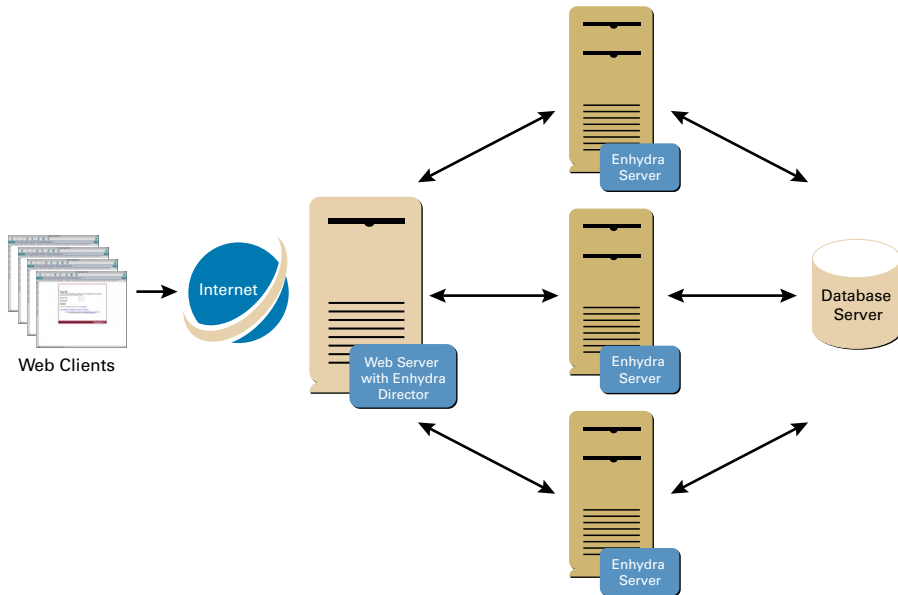 Enhydra
Server
Internet
Web Clients
Web Server
with Enhydra
Director
Enhydra
Server
Database
Server
Enhydra
Server